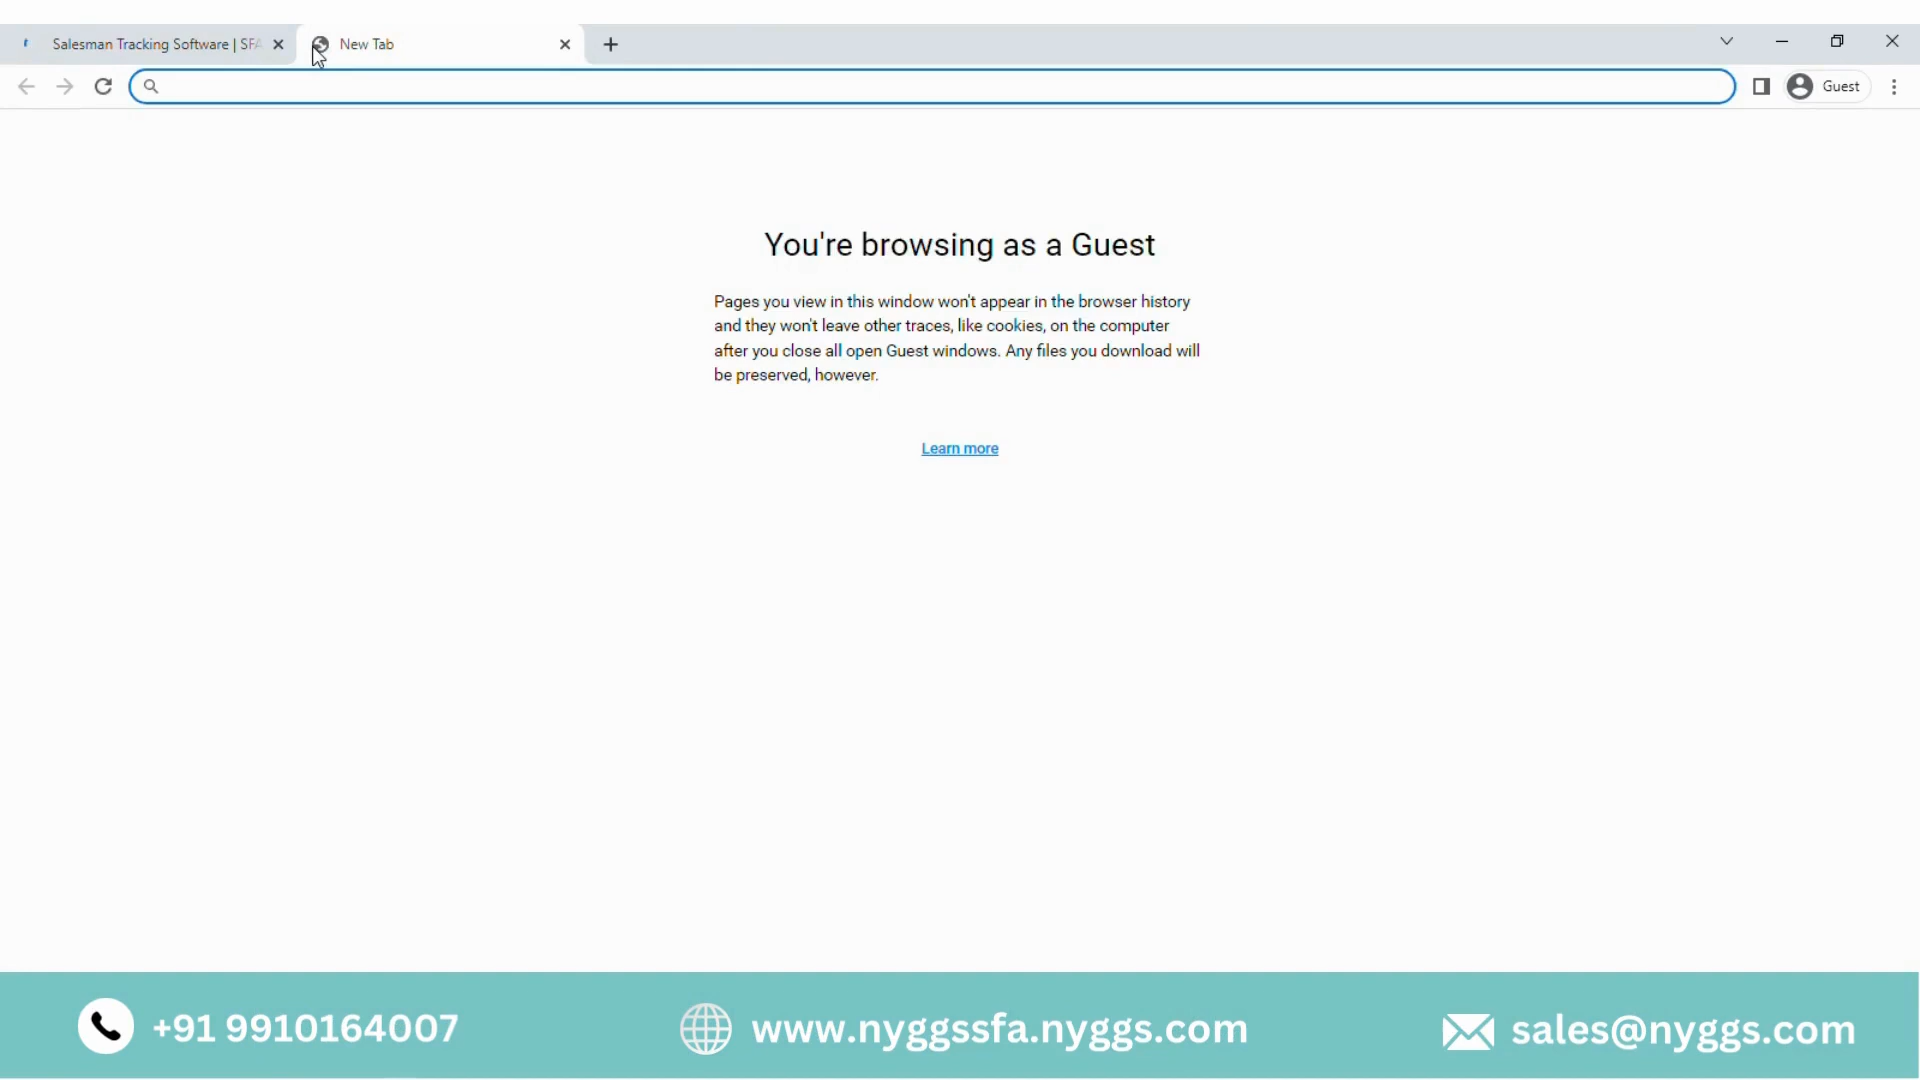 Salesman Tracking Software | SFA
New Tab
Guest
You're browsing as a Guest
Pages you view in this window won't appear in the browser history
and they won't leave other traces, like cookies, on the computer
after you close all open Guest windows. Any files you download will
be preserved, however.
Learn more
+91 9910164007
www.nyggssfa.nyggs.com
sales@nyggs.com